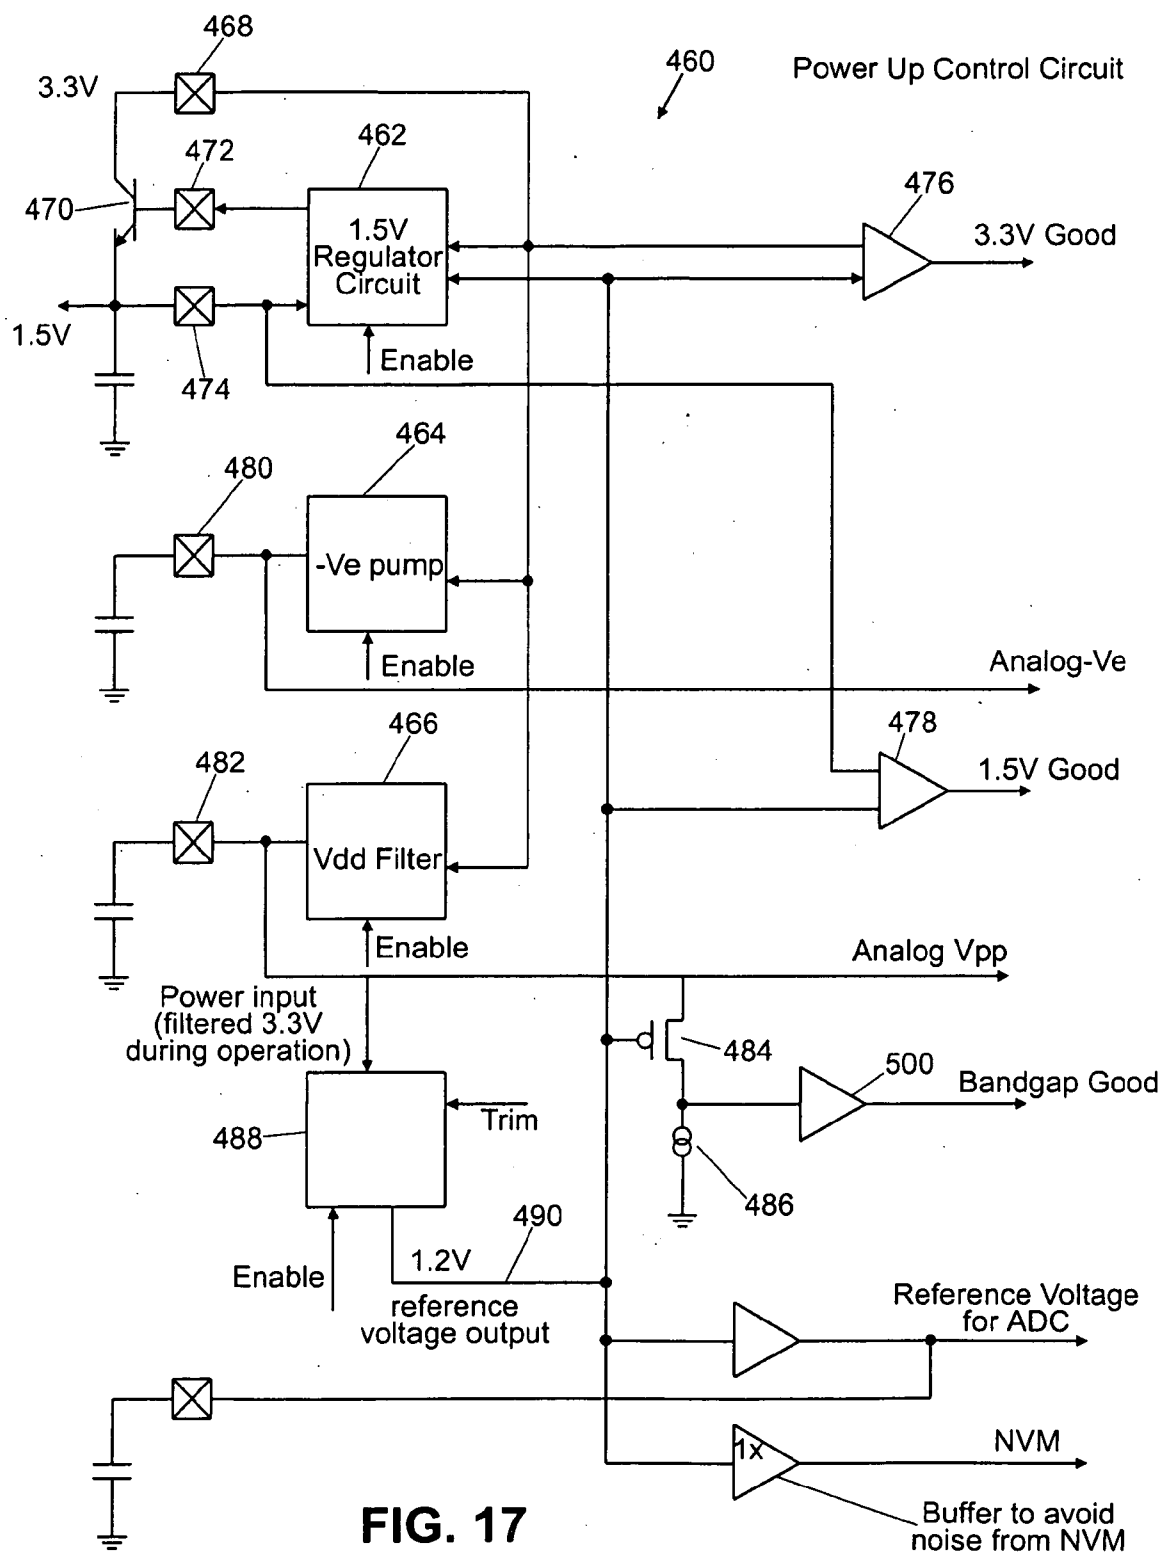 468
3.3V
460
Power Up Control Circuit
472
462
470
476
1.5V
Regulator
Circuit
3.3V Good
1.5V
474
Enable
464
480
-Ve pump
Enable
Analog-Ve
466
478
482
1.5V Good
Vdd Filter
Enable
Analog Vpp
Power input
(filtered 3.3V
during operation)
484
500
Bandgap Good
Trim
488
486
490
1.2V
Enable
reference
voltage output
Reference Voltage
for ADC
1x
NVM
Buffer to avoid
noise from NVM
FIG. 17